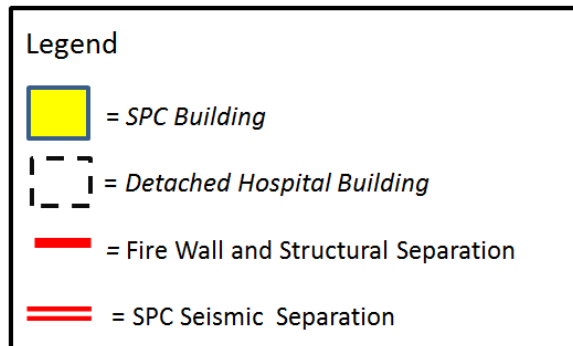 Legend
= SPC Building
= Detached Hospital Building
= Fire Wall and Structural Separation
= SPC Seismic Separation